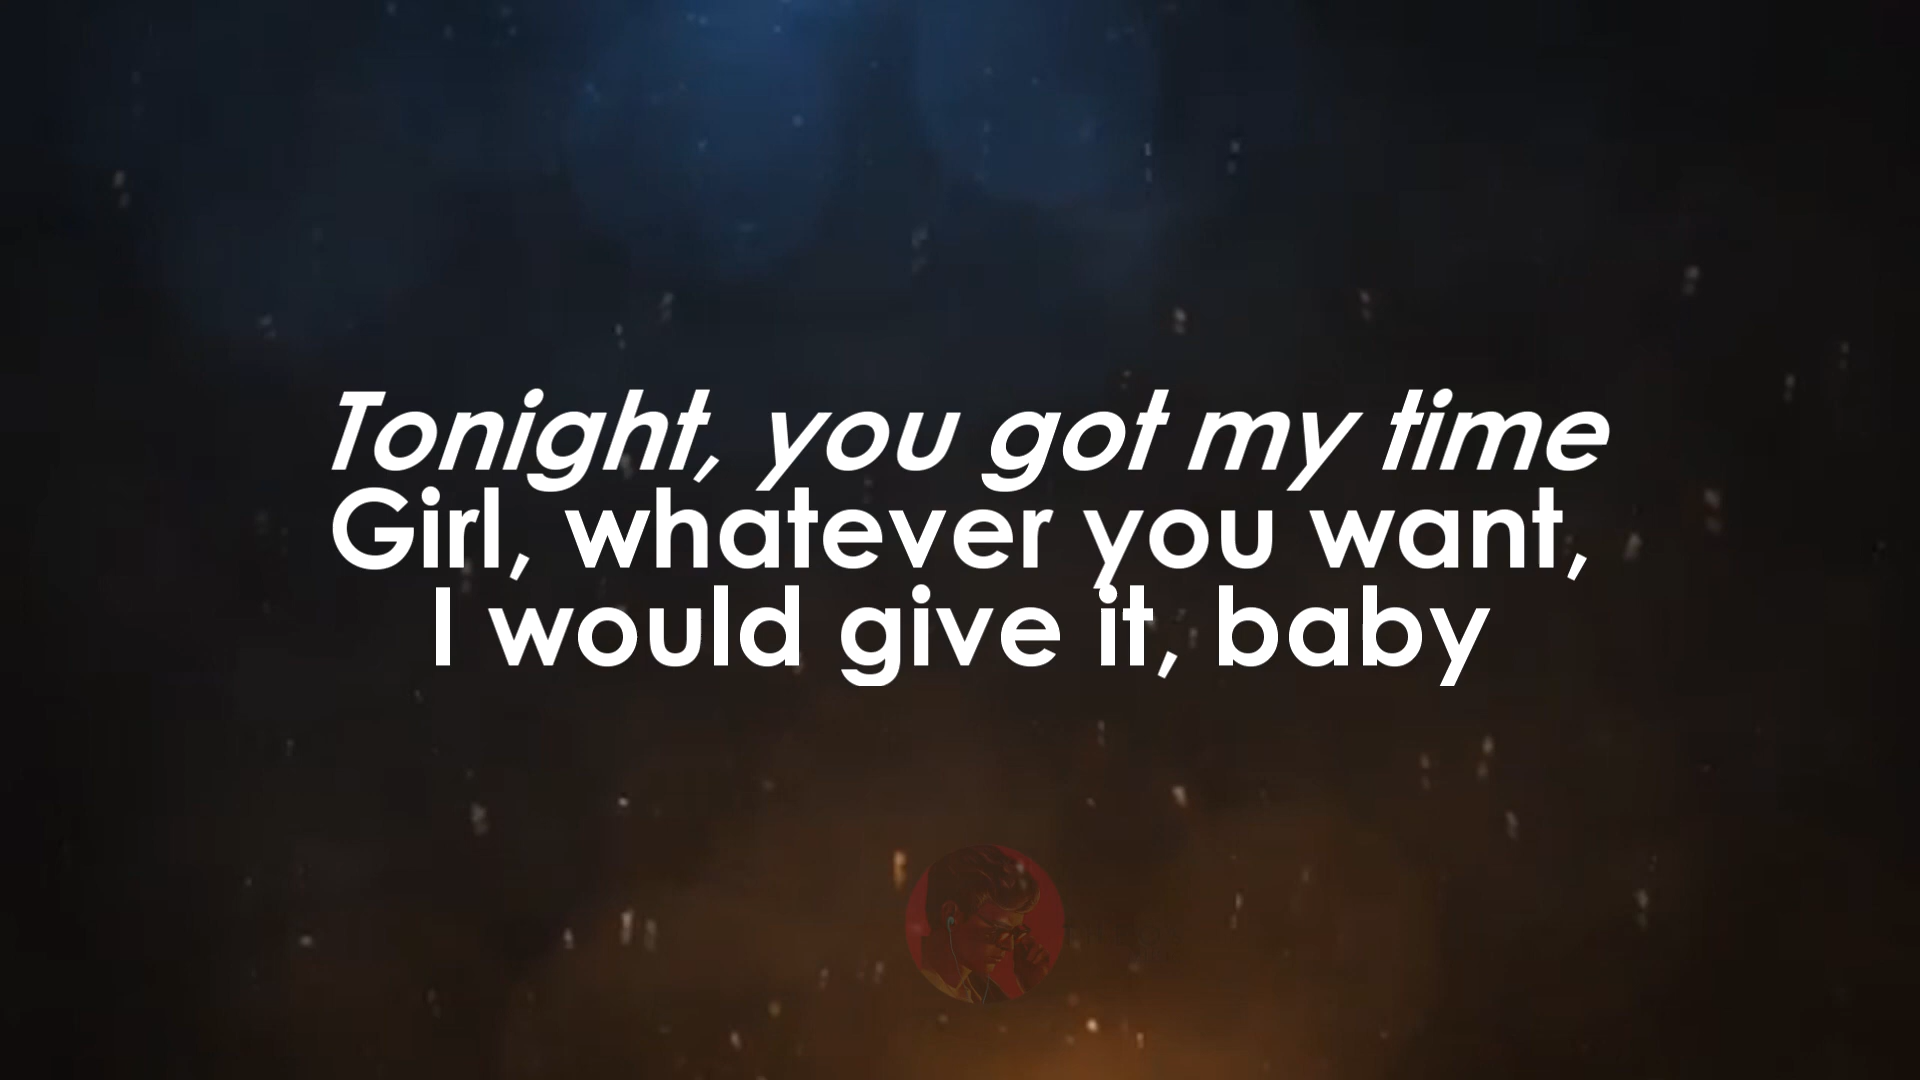 Tonight, you got my time
Girl, whatever you want,
I would give it, baby